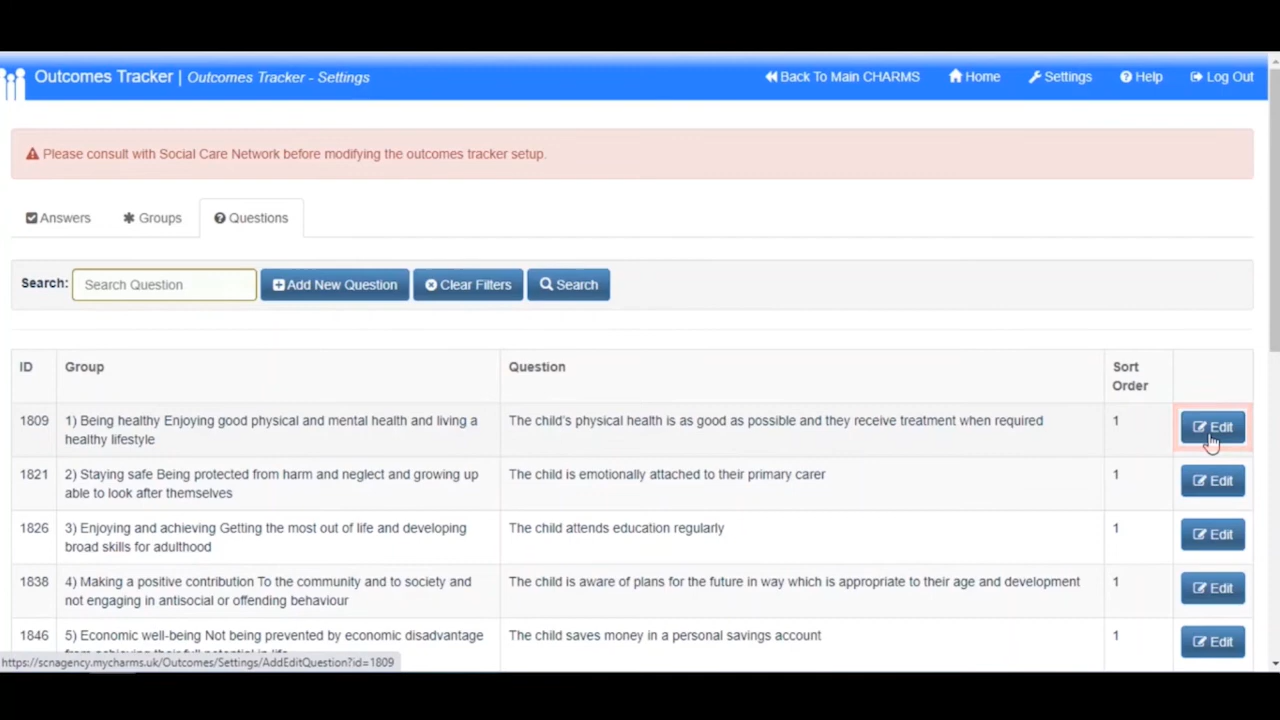 Outcomes Tracker | Outcomes Tracker - Settings
Back To Main CHARMS Home Settings Help Log Out
Please consult with Social Care Network before modifying the outcomes tracker setup.
Answers Groups Questions
Search: Search Question Add New Question Clear Filters Search
ID Group Question Sort Order
1809 1) Being healthy Enjoying good physical and mental health and living a The child's physical health is as good as possible and they receive treatment when required 1 Edit
healthy lifestyle
1821 2) Staying safe Being protected from harm and neglect and growing up The child is emotionally attached to their primary carer 1 Edit
able to look after themselves
1826 3) Enjoying and achieving Getting the most out of life and developing The child attends education regularly 1 Edit
broad skills for adulthood
1838 4) Making a positive contribution To the community and to society and The child is aware of plans for the future in way which is appropriate to their age and development 1 Edit
not engaging in antisocial or offending behaviour
1846 5) Economic well-being Not being prevented by economic disadvantage The child saves money in a personal savings account 1 Edit
https://scnagency.mycharms.uk/Outcomes/Settings/AddEditQuestion?id=1809